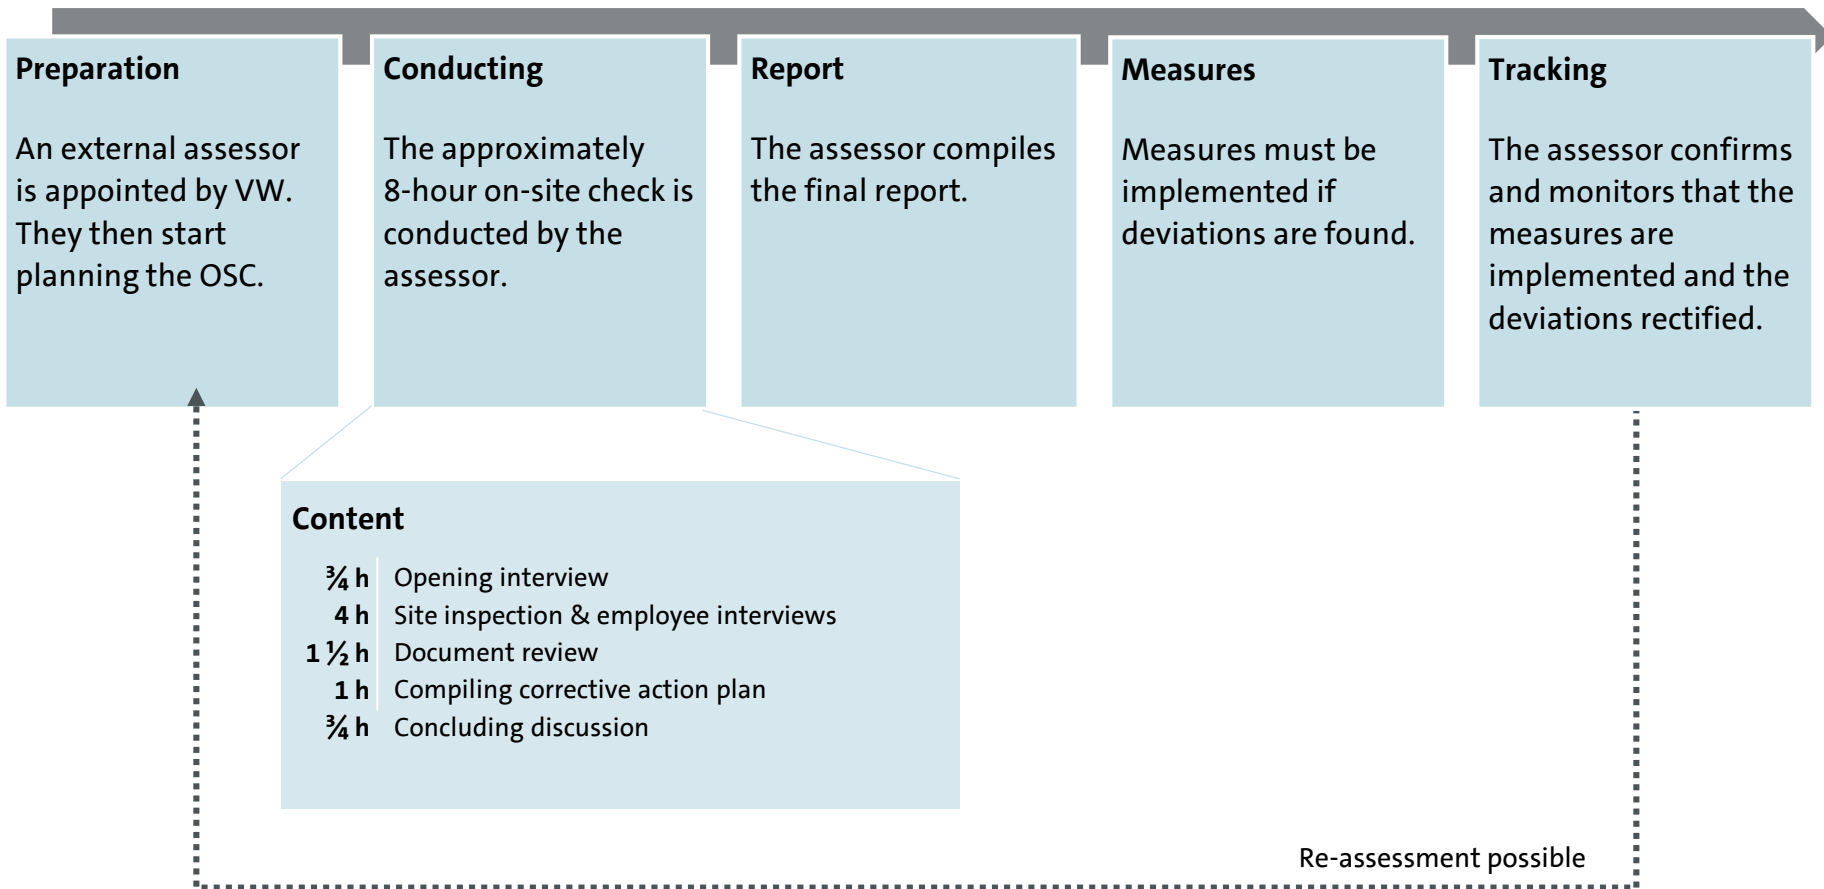 Preparation
An external assessor
is appointed by VW.
They then start
planning the OSC.
Conducting
The approximately
8-hour on-site check is
conducted by the
assessor.
Report
The assessor compiles
the final report.
Measures
Measures must be
implemented if
deviations are found.
Tracking
The assessor confirms
and monitors that the
measures are
implemented and the
deviations rectified.
Content
¾ h Opening interview
4 h Site inspection & employee interviews
1 ½ h Document review
1 h Compiling corrective action plan
¾ h Concluding discussion
Re-assessment possible